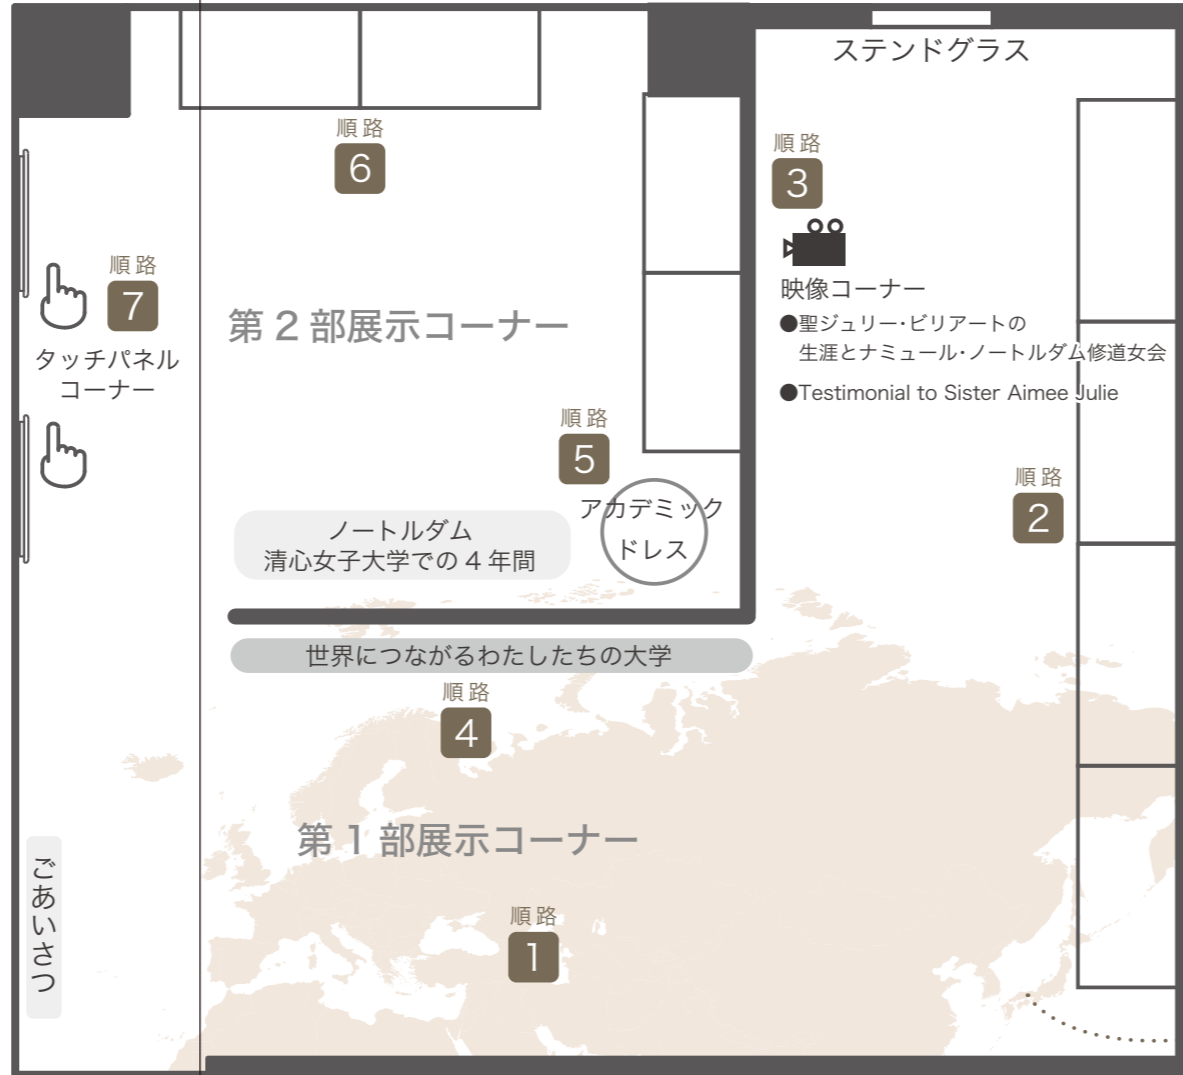 ステンドグラス
順路
6
順路
3
映像コーナー
●聖ジュリー・ビリアートの
生涯とナミュール・ノートルダム修道女会
●Testimonial to Sister Aimee Julie
順路
7
タッチパネル
コーナー
第2部展示コーナー
順路
5
アカデミック
ドレス
ノートルダム
清心女子大学での4年間
順路
2
世界につながるわたしたちの大学
順路
4
第1部展示コーナー
ごあいさつ
順路
1